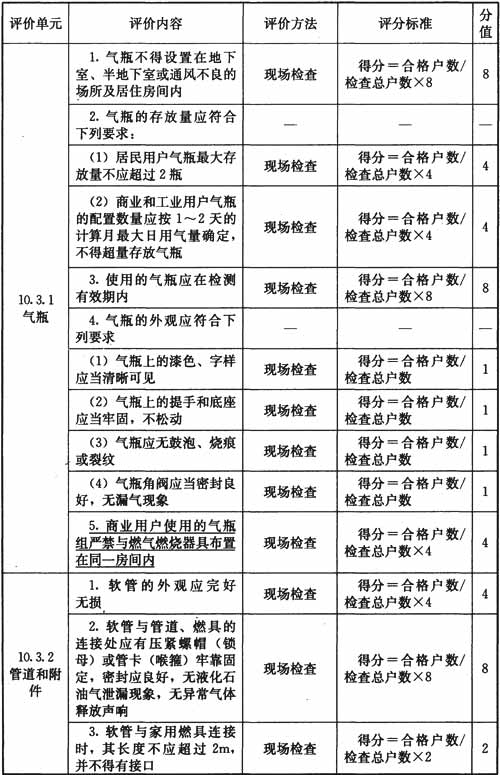 评价单元 评价内容 评价方法 评分标准 分值
10.3.1
气瓶
1. 气瓶不得设置在地下
室、半地下室或通风不良的
场所及居住房间内
现场检查
得分＝合格户数/
检查总户数×8
8
2. 气瓶的存放量应符合
下列要求：
—
—
—
（1）居民用户气瓶最大存
放量不应超过2瓶
现场检查
得分＝合格户数/
检查总户数×4
4
（2）商业和工业用户气瓶
的配置数量应按1～2天的
计算月最大日用气量确定，
不得超量存放气瓶
现场检查
得分＝合格户数/
检查总户数×4
4
3. 使用的气瓶应在检测
有效期内
现场检查
得分＝合格户数/
检查总户数×8
8
4. 气瓶的外观应符合下
列要求
—
—
—
（1）气瓶上的漆色、字样
应当清晰可见
现场检查
得分＝合格户数/
检查总户数
1
（2）气瓶上的提手和底座
应当牢固，不松动
现场检查
得分＝合格户数/
检查总户数
1
（3）气瓶应无鼓泡、烧痕
或裂纹
现场检查
得分＝合格户数/
检查总户数
1
（4）气瓶角阀应当密封良
好，无漏气现象
现场检查
得分＝合格户数/
检查总户数
1
5. 商业用户使用的气瓶
组严禁与燃气燃烧器具布置
在同一房间内
现场检查
得分＝合格户数/
检查总户数×4
4
10.3.2
管道和附
件
1. 软管的外观应完好
无损
现场检查
得分＝合格户数/
检查总户数×4
4
2. 软管与管道、燃具的
连接处应有压紧螺帽（锁
母）或管卡（喉箍）牢靠固
定，密封应良好，无液化石
油气泄漏现象，无异常气体
释放声响
现场检查
得分＝合格户数/
检查总户数×8
8
3. 软管与家用燃具连接
时，其长度不应超过2m，
并不得有接口
现场检查
得分＝合格户数/
检查总户数×2
2